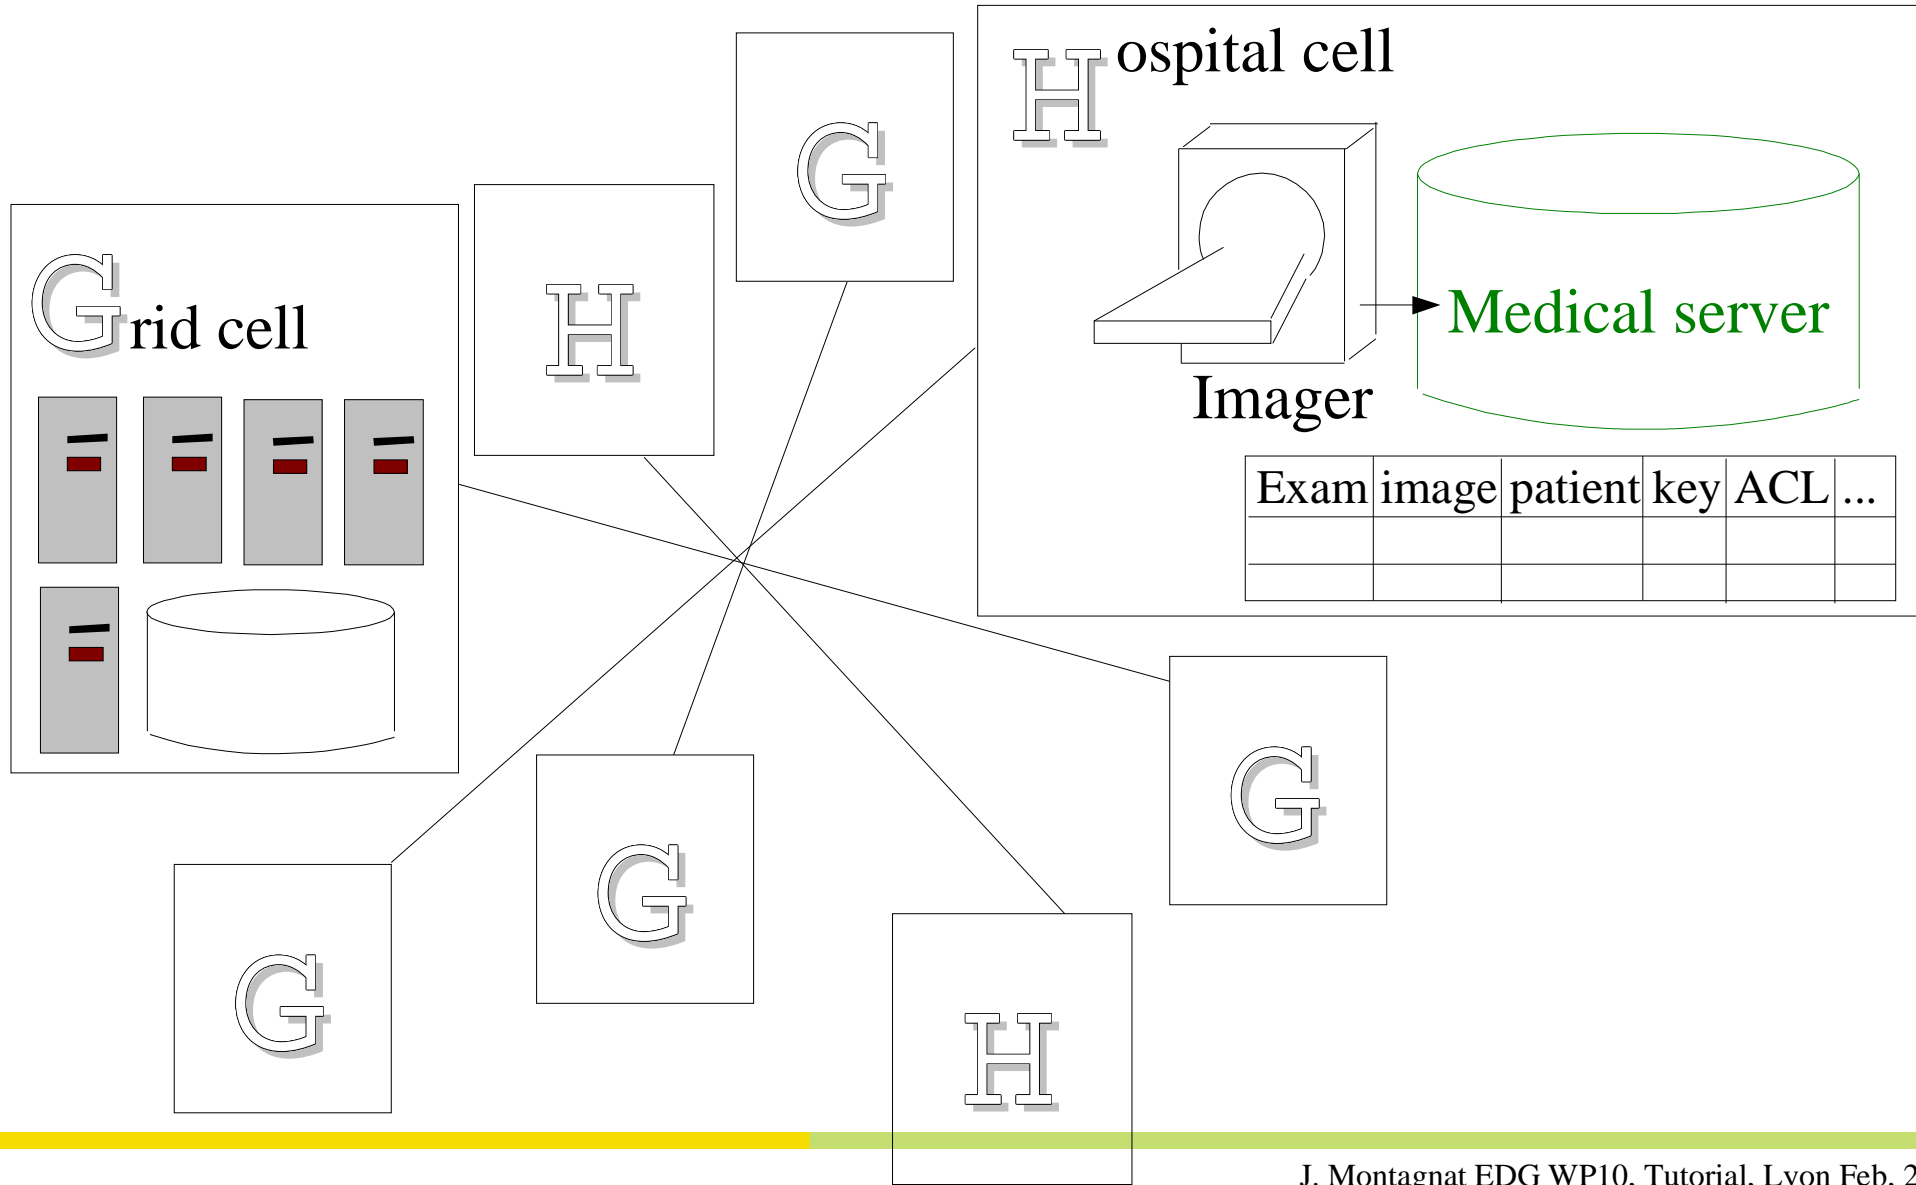 Hospital cell
G
H
Grid cell
Medical server
Imager
Exam image patient key ACL ...
G
G
G
H
J. Montagnat EDG WP10, Tutorial, Lyon Feb, 2